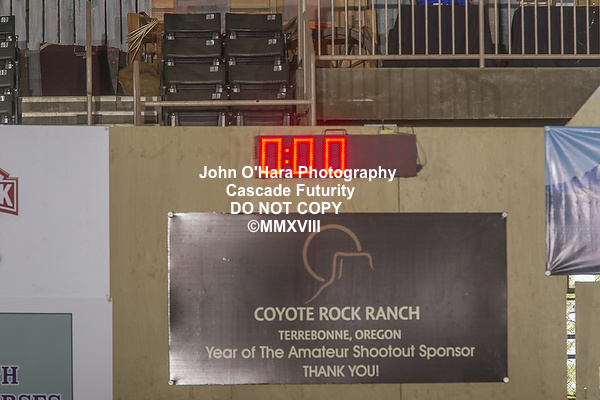 0:00
John O'Hara Photography
Cascade Futurity
DO NOT COPY
©MMXVIII
COYOTE ROCK RANCH
TERREBONNE, OREGON
Year of The Amateur Shootout Sponsor
THANK YOU!